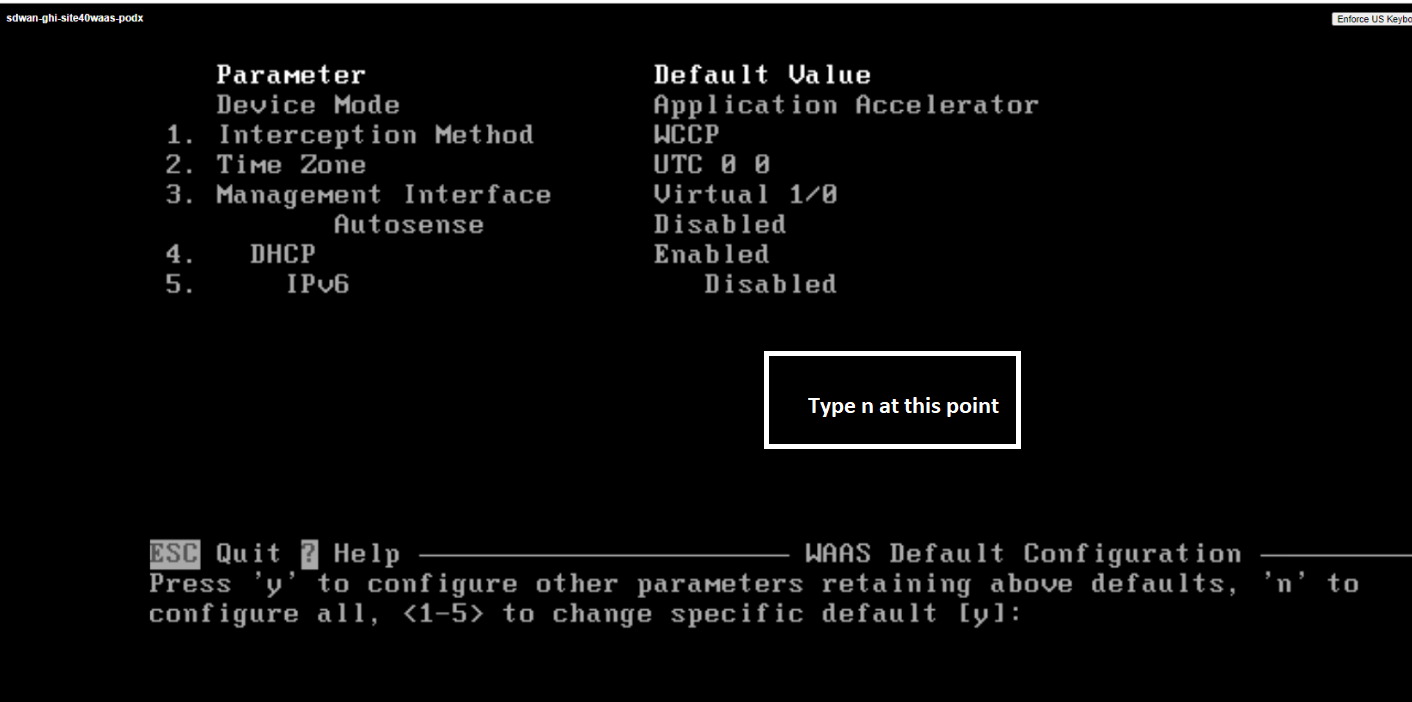 sdwan-ghi-site40waas-podx
Enforce US Keybo
Parameter Default Value
Device Mode Application Accelerator
1. Interception Method WCCP
2. Time Zone UTC 0 0
3. Management Interface Virtual 1/0
Autosense Disabled
4. DHCP Enabled
5. IPv6 Disabled
Type n at this point
ESC Quit ? Help WAAS Default Configuration
Press 'y' to configure other parameters retaining above defaults, 'n' to
configure all, <1-5> to change specific default [y]: